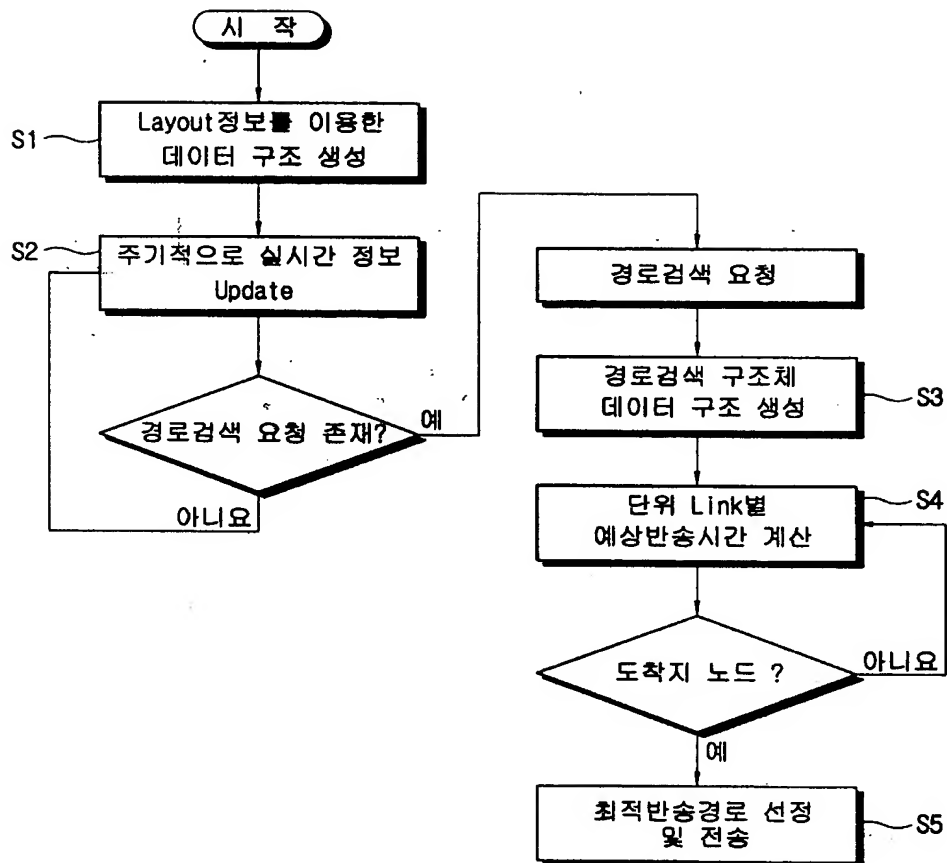 시 작
S1
Layout정보를 이용한
데이터 구조 생성
S2
주기적으로 실시간 정보
Update
경로검색 요청 존재?
예
아니요
경로검색 요청
경로검색 구조체
데이터 구조 생성
S3
단위 Link별
예상반송시간 계산
S4
도착지 노드 ?
아니요
예
최적반송경로 선정
및 전송
S5